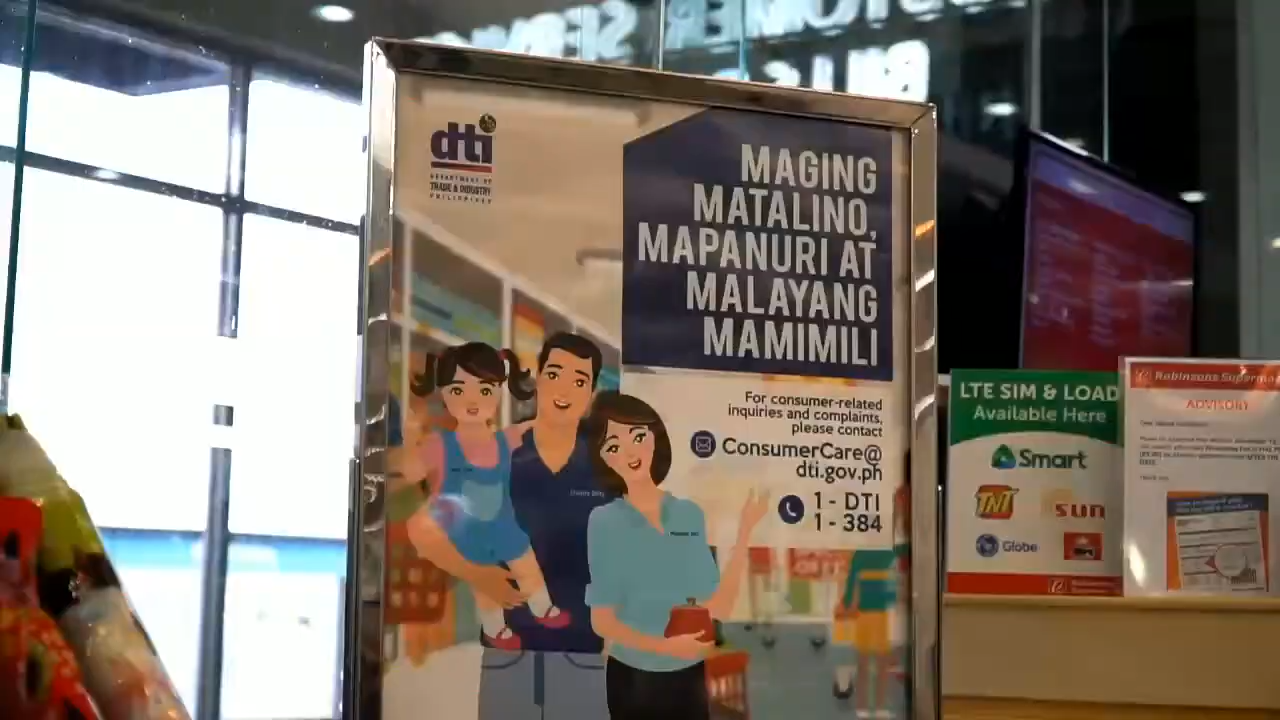 dti
DEPARTMENT OF
TRADE & INDUSTRY
PHILIPPINES
MAGING
MATALINO,
MAPANURI AT
MALAYANG
MAMIMILI
For consumer-related
inquiries and complaints,
please contact
ConsumerCare@
dti.gov.ph
1 - DTI
1 - 384
LTE SIM & LOAD
Available Here
Smart
TNT
SUN
Globe
Robinsons Superma
ADVISORY